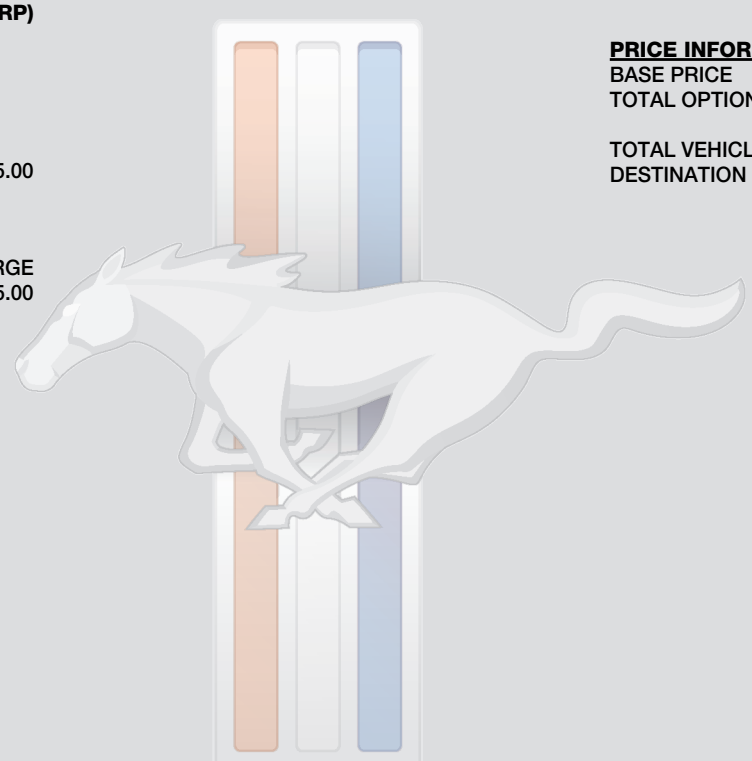 RP)
5.00
RGE
5.00
PRICE INFOR
BASE PRICE
TOTAL OPTION
TOTAL VEHICL
DESTINATION